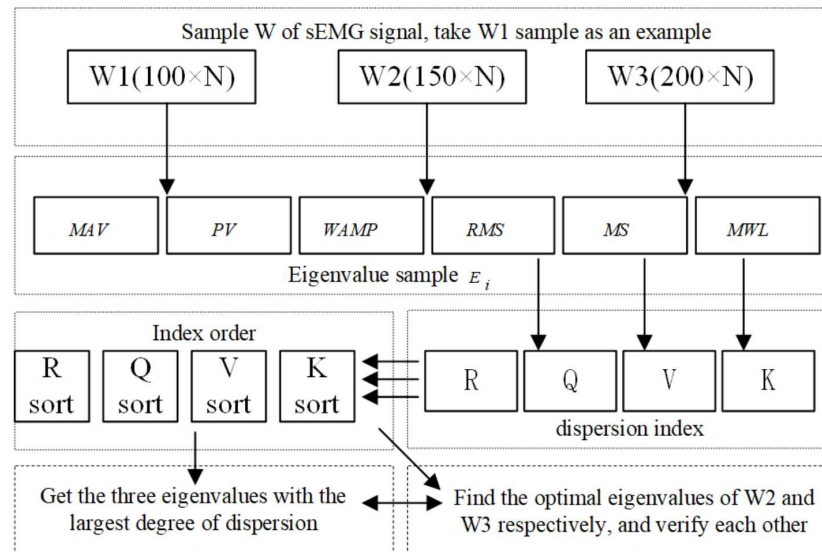 Sample W of sEMG signal, take W1 sample as an example
W1(100×N)
W2(150×N)
W3(200×N)
MAV
PV
WAMP
RMS
MS
MWL
Eigenvalue sample E i
Index order
R
sort
Q
sort
V
sort
K
sort
R
Q
V
K
dispersion index
Get the three eigenvalues with the
largest degree of dispersion
Find the optimal eigenvalues of W2 and
W3 respectively, and verify each other